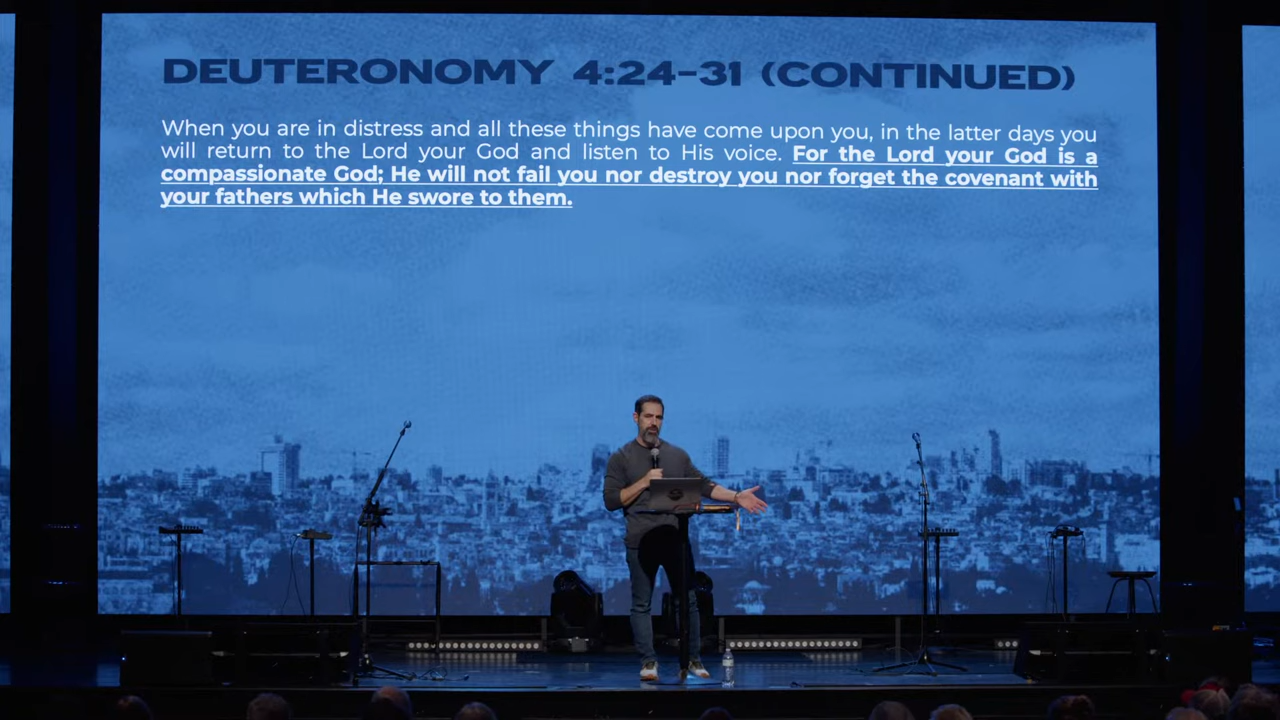 DEUTERONOMY 4:24-31 (CONTINUED)
When you are in distress and all these things have come upon you, in the latter days you
will return to the Lord your God and listen to His voice. For the Lord your God is a
compassionate God; He will not fail you nor destroy you nor forget the covenant with
your fathers which He swore to them.